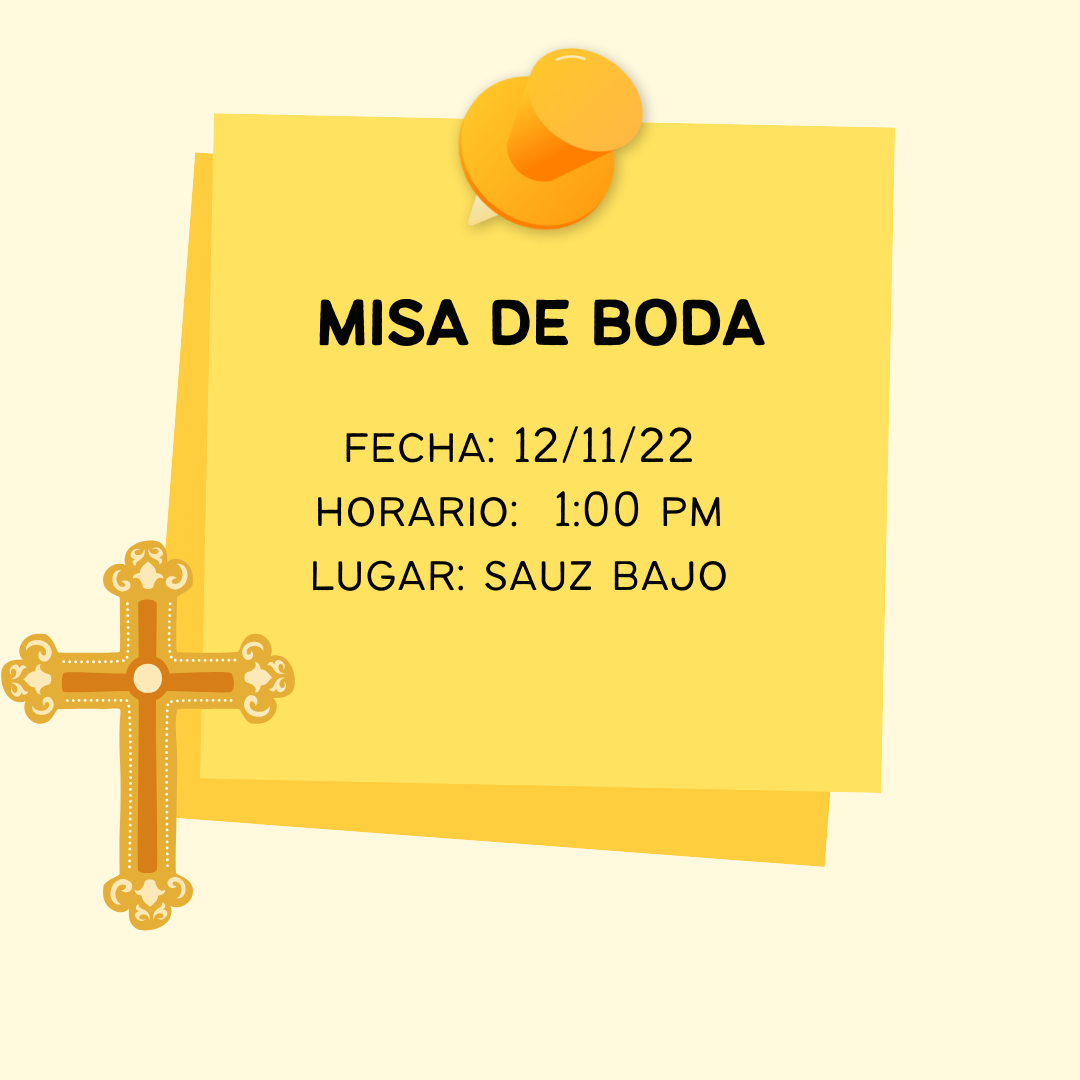 MISA DE BODA
FECHA: 12/11/22
HORARIO: 1:00 PM
LUGAR: SAUZ BAJO